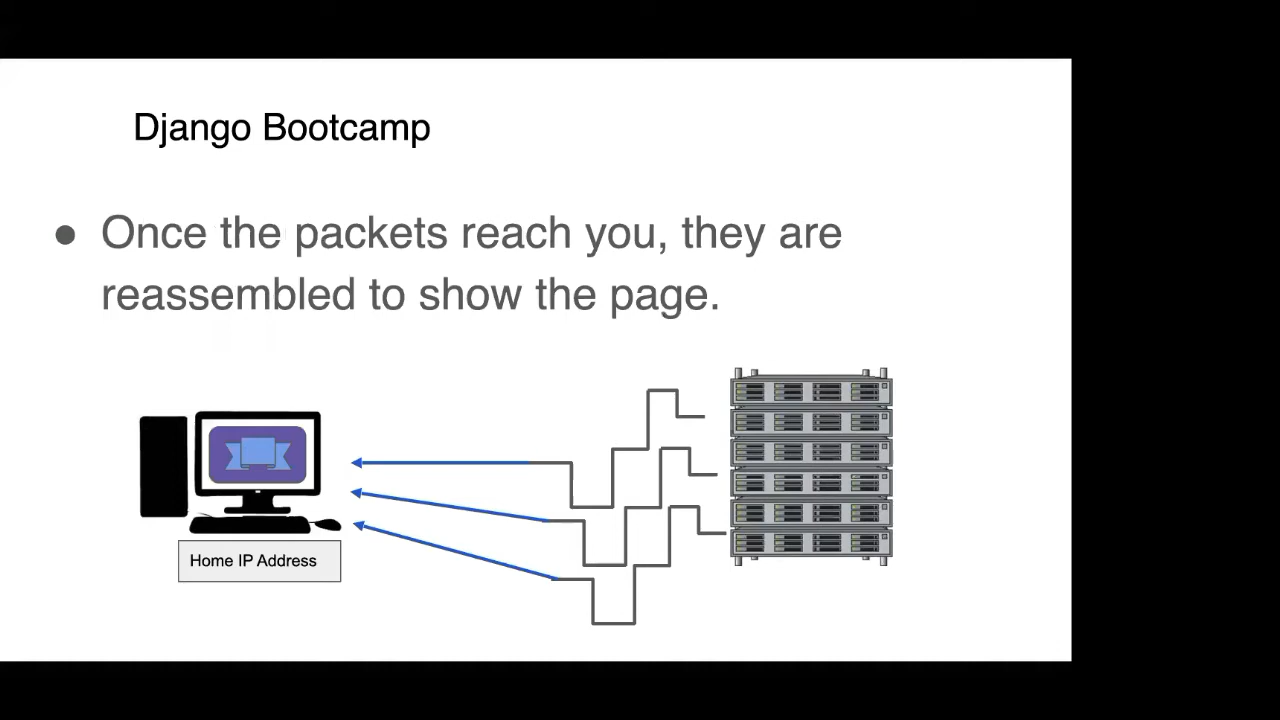 Django Bootcamp
● Once the packets reach you, they are
reassembled to show the page.
Home IP Address